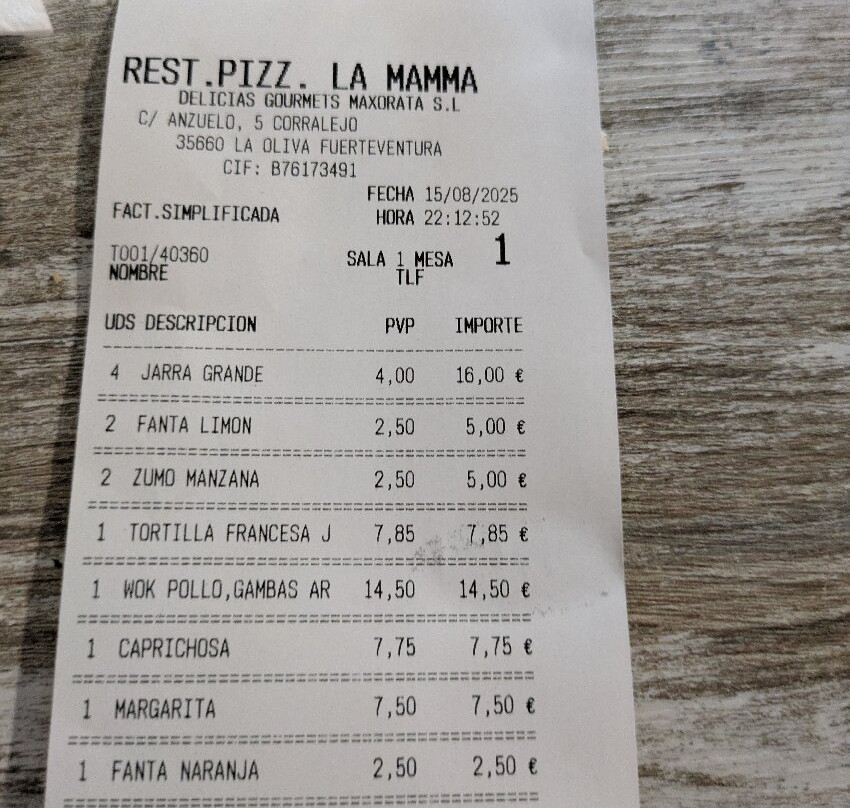 REST.PIZZ. LA MAMMA
DELICIAS GOURMETS MAXORATA S.L
C/ ANZUELO, 5 CORRALEJO
35660 LA OLIVA FUERTEVENTURA
CIF: B76173491
FECHA 15/08/2025
FACT.SIMPLIFICADA HORA 22:12:52
T001/40360 SALA 1 MESA 1
NOMBRE TLF
UDS DESCRIPCION PVP IMPORTE
4 JARRA GRANDE 4,00 16,00 €
2 FANTA LIMON 2,50 5,00 €
2 ZUMO MANZANA 2,50 5,00 €
1 TORTILLA FRANCESA J 7,85 7,85 €
1 WOK POLLO,GAMBAS AR 14,50 14,50 €
1 CAPRICHOSA 7,75 7,75 €
1 MARGARITA 7,50 7,50 €
1 FANTA NARANJA 2,50 2,50 €